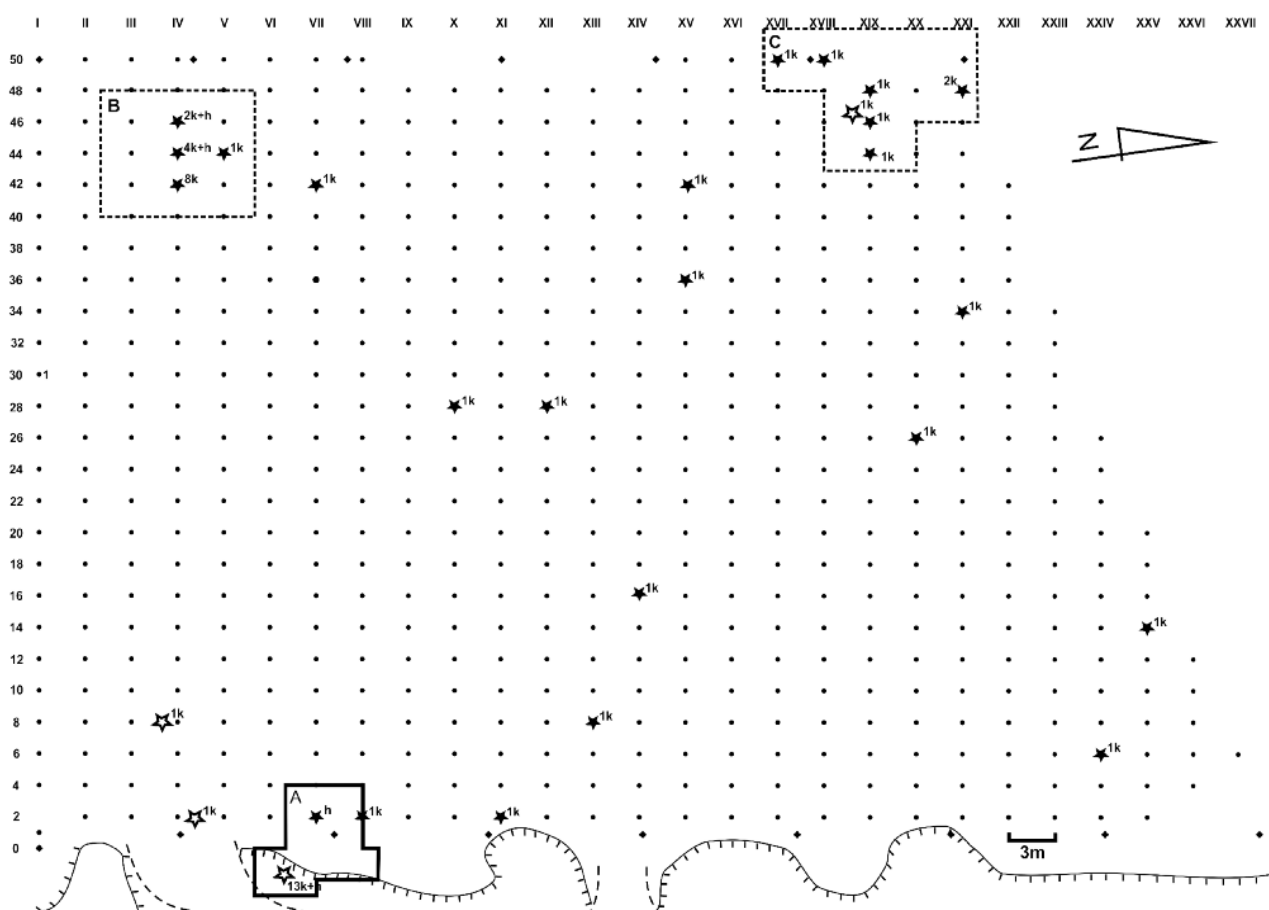 I II III IV V VI VII VIII IX X XI XII XIII XIV XV XVI XVII XVIII XIX XX XXI XXII XXIII XXIV XXV XXVI XXVII
C
50 1k 1k
48 B 1k 2k
1k
46 2k+h 1k
44 4k+h 1k 1k
N
42 8k 1k 1k
40
38
36 1k
34 1k
32
30 1
28 1k 1k
26 1k
24
22
20
18
16 1k
14 1k
12
10
8 1k 1k
6 1k
4
A
2 1k h 1k 1k
0
3m
13k+h